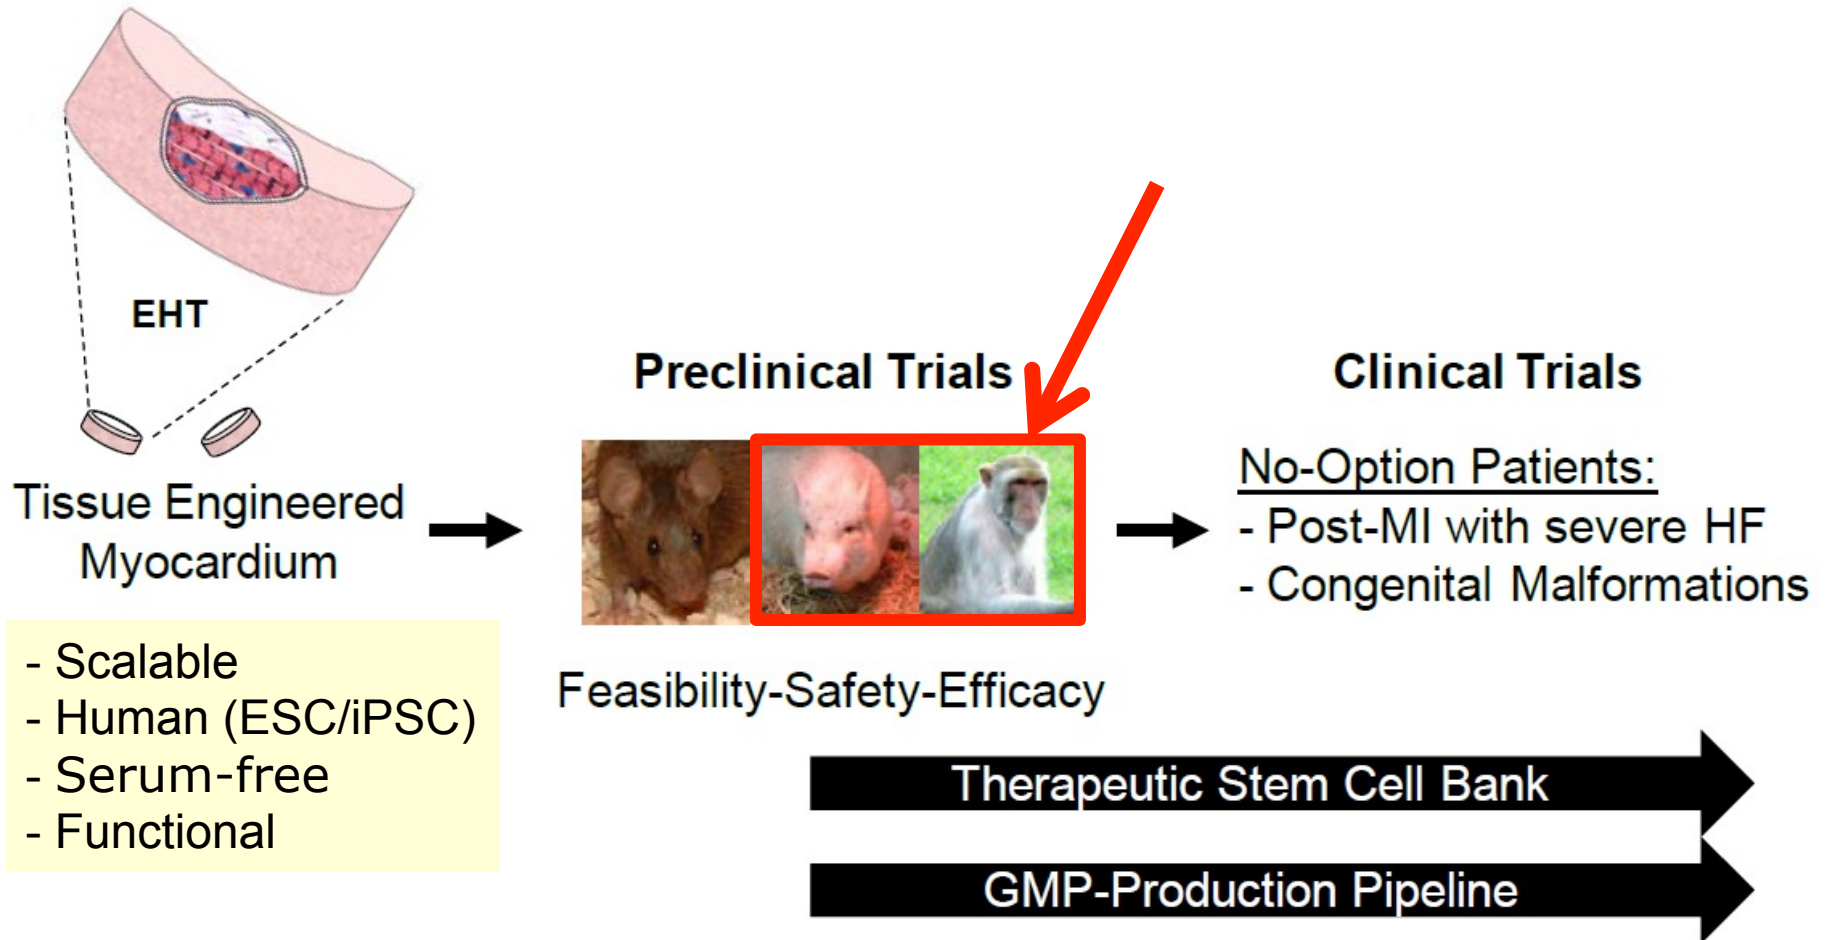 EHT
Tissue Engineered
Myocardium
- Scalable
- Human (ESC/iPSC)
- Serum-free
- Functional
Preclinical Trials
Feasibility-Safety-Efficacy
Clinical Trials
No-Option Patients:
- Post-MI with severe HF
- Congenital Malformations
Therapeutic Stem Cell Bank
GMP-Production Pipeline